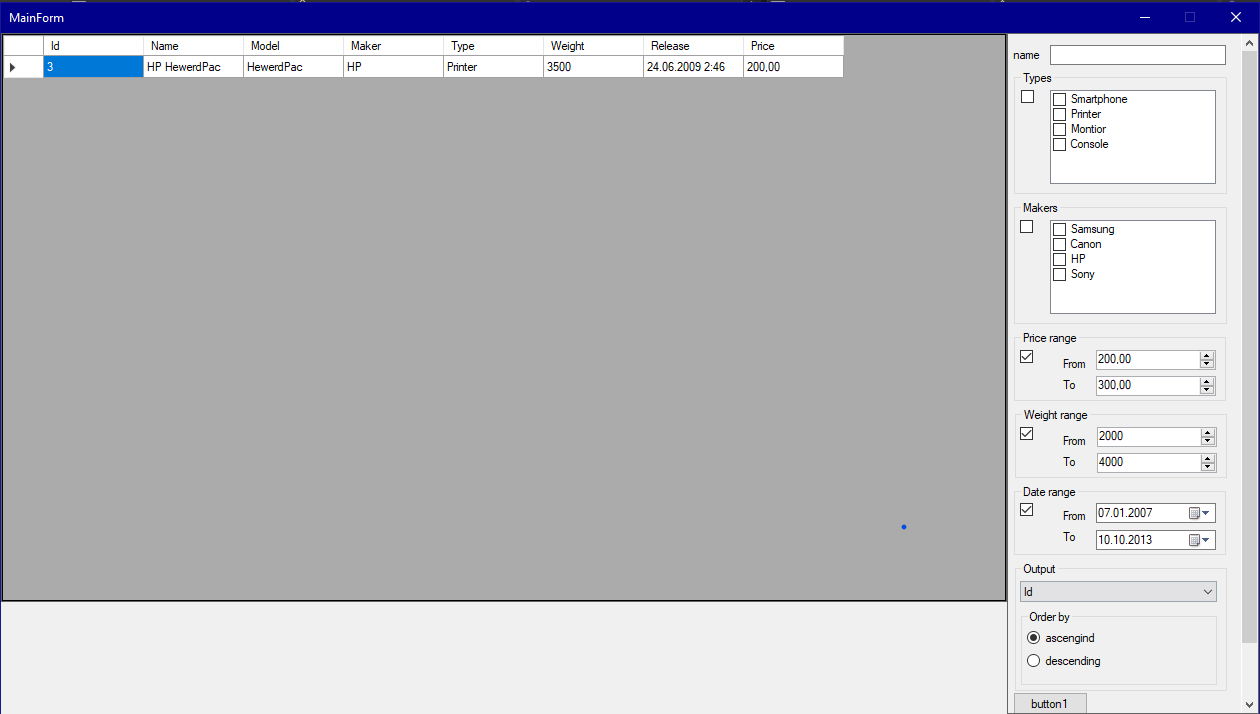 MainForm
Id Name Model Maker Type Weight Release Price
3 HP HewerdPac HewerdPac HP Printer 3500 24.06.2009 2:46 200,00
name
Types
Smartphone
Printer
Montior
Console
Makers
Samsung
Canon
HP
Sony
Price range
From 200,00
To 300,00
Weight range
From 2000
To 4000
Date range
From 07.01.2007
To 10.10.2013
Output
Id
Order by
ascengind
descending
button1